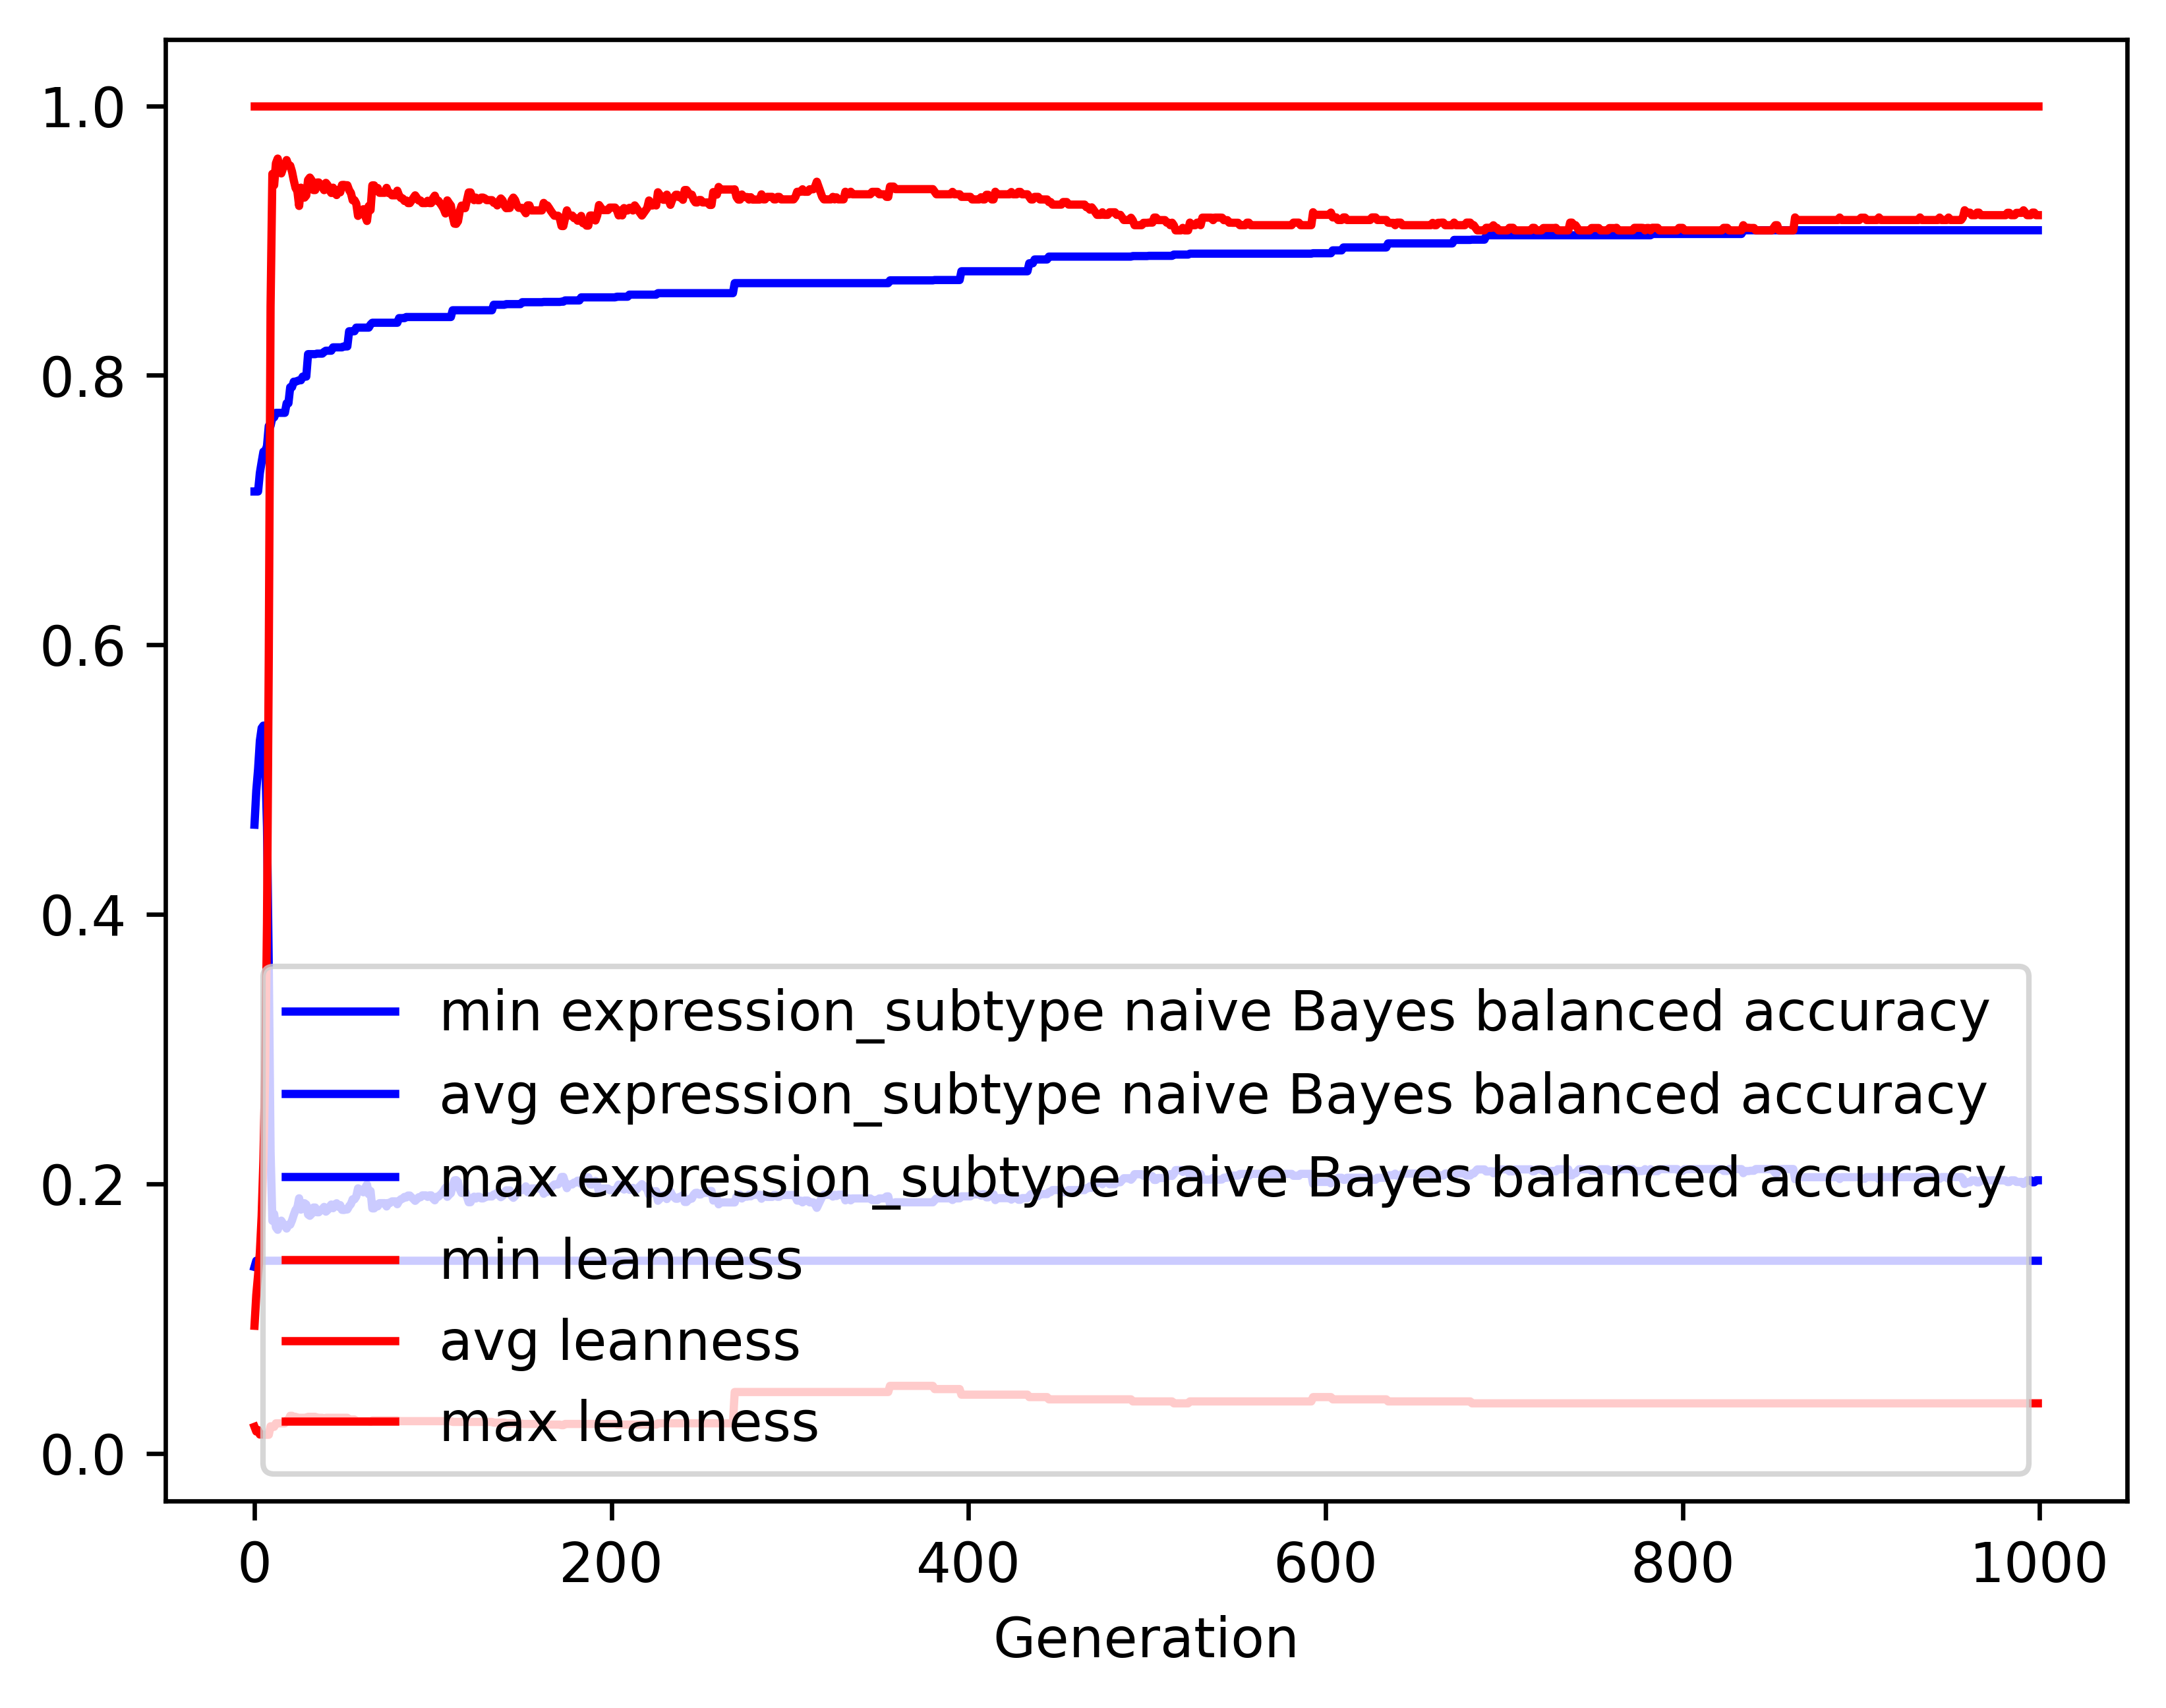 1.0
0.8
0.6
0.4
0.2
0.0
min expression_subtype naive Bayes balanced accuracy
avg expression_subtype naive Bayes balanced accuracy
max expression_subtype naive Bayes balanced accuracy
min leanness
avg leanness
max leanness
0 200 400 600 800 1000
Generation